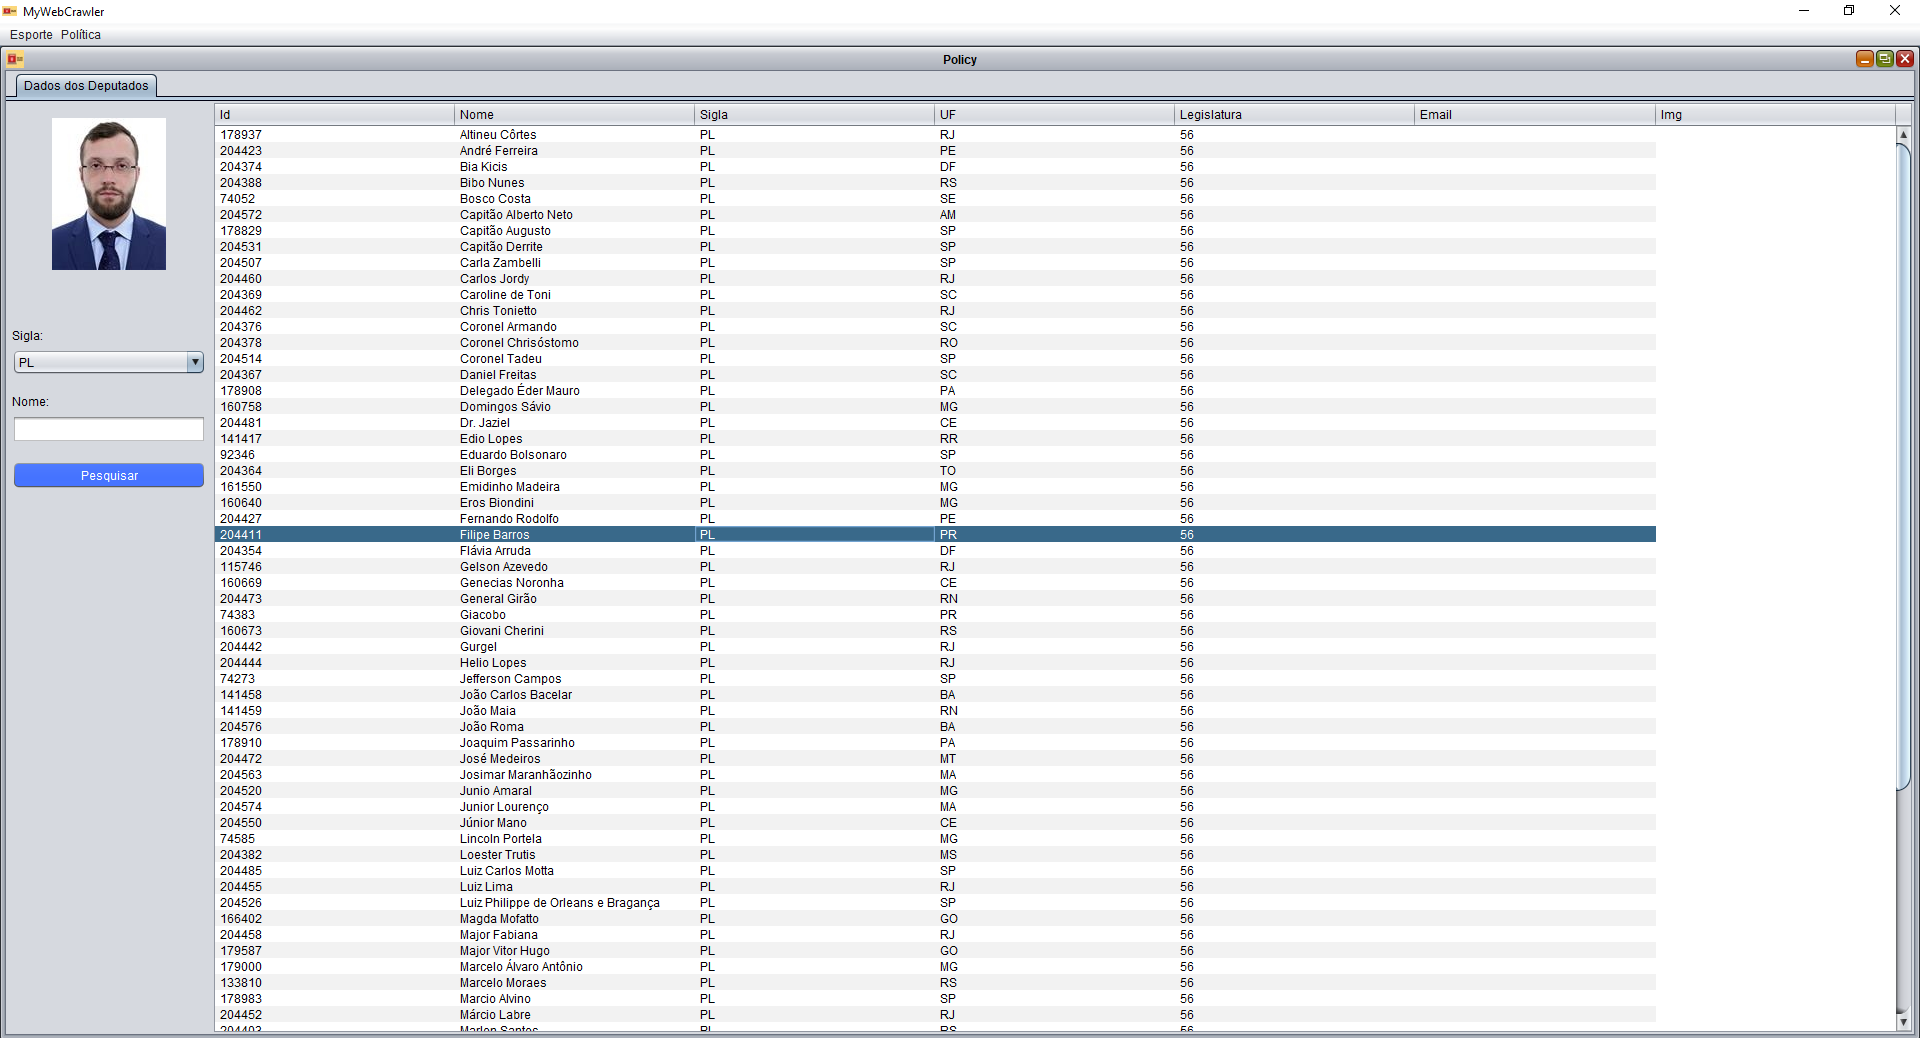 MyWebCrawler
Esporte Política
Policy
Dados dos Deputados
Sigla:
PL
Nome:
Pesquisar
Id Nome Sigla UF Legislatura Email Img
178937 Altineu Côrtes PL RJ 56
204423 André Ferreira PL PE 56
204374 Bia Kicis PL DF 56
204388 Bibo Nunes PL RS 56
74052 Bosco Costa PL SE 56
204572 Capitão Alberto Neto PL AM 56
178829 Capitão Augusto PL SP 56
204531 Capitão Derrite PL SP 56
204507 Carla Zambelli PL SP 56
204460 Carlos Jordy PL RJ 56
204369 Caroline de Toni PL SC 56
204462 Chris Tonietto PL RJ 56
204376 Coronel Armando PL SC 56
204378 Coronel Chrisóstomo PL RO 56
204514 Coronel Tadeu PL SP 56
204367 Daniel Freitas PL SC 56
178908 Delegado Éder Mauro PL PA 56
160758 Domingos Sávio PL MG 56
204481 Dr. Jaziel PL CE 56
141417 Edio Lopes PL RR 56
92346 Eduardo Bolsonaro PL SP 56
204364 Eli Borges PL TO 56
161550 Emidinho Madeira PL MG 56
160640 Eros Biondini PL MG 56
204427 Fernando Rodolfo PL PE 56
204411 Filipe Barros PL PR 56
204354 Flávia Arruda PL DF 56
115746 Gelson Azevedo PL RJ 56
160669 Genecias Noronha PL CE 56
204473 General Girão PL RN 56
74383 Giacobo PL PR 56
160673 Giovani Cherini PL RS 56
204442 Gurgel PL RJ 56
204444 Helio Lopes PL RJ 56
74273 Jefferson Campos PL SP 56
141458 João Carlos Bacelar PL BA 56
141459 João Maia PL RN 56
204576 João Roma PL BA 56
178910 Joaquim Passarinho PL PA 56
204472 José Medeiros PL MT 56
204563 Josimar Maranhãozinho PL MA 56
204520 Junio Amaral PL MG 56
204574 Junior Lourenço PL MA 56
204550 Júnior Mano PL CE 56
74585 Lincoln Portela PL MG 56
204382 Loester Trutis PL MS 56
204485 Luiz Carlos Motta PL SP 56
204455 Luiz Lima PL RJ 56
204526 Luiz Philippe de Orleans e Bragança PL SP 56
166402 Magda Mofatto PL GO 56
204458 Major Fabiana PL RJ 56
179587 Major Vitor Hugo PL GO 56
179000 Marcelo Álvaro Antônio PL MG 56
133810 Marcelo Moraes PL RS 56
178983 Marcio Alvino PL SP 56
204452 Márcio Labre PL RJ 56
204403 Marlon Santos PL RS 56